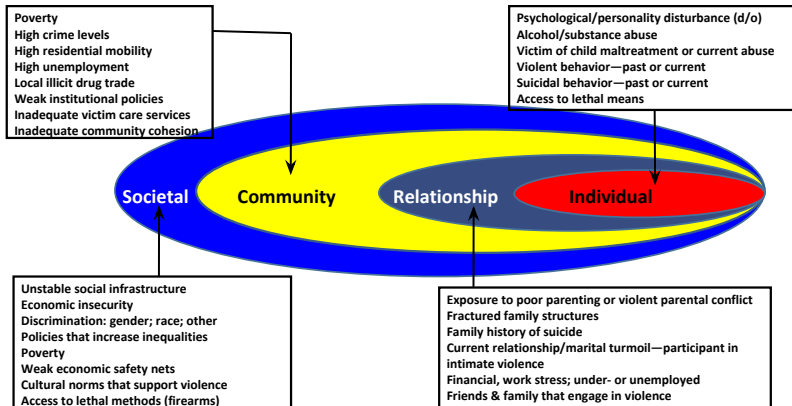 Poverty
High crime levels
High residential mobility
High unemployment
Local illicit drug trade
Weak institutional policies
Inadequate victim care services
Inadequate community cohesion
Psychological/personality disturbance (d/o)
Alcohol/substance abuse
Victim of child maltreatment or current abuse
Violent behavior—past or current
Suicidal behavior—past or current
Access to lethal means
Societal
Community
Relationship
Individual
Unstable social infrastructure
Economic insecurity
Discrimination: gender; race; other
Policies that increase inequalities
Poverty
Weak economic safety nets
Cultural norms that support violence
Access to lethal methods (firearms)
Exposure to poor parenting or violent parental conflict
Fractured family structures
Family history of suicide
Current relationship/marital turmoil—participant in
intimate violence
Financial, work stress; under- or unemployed
Friends & family that engage in violence